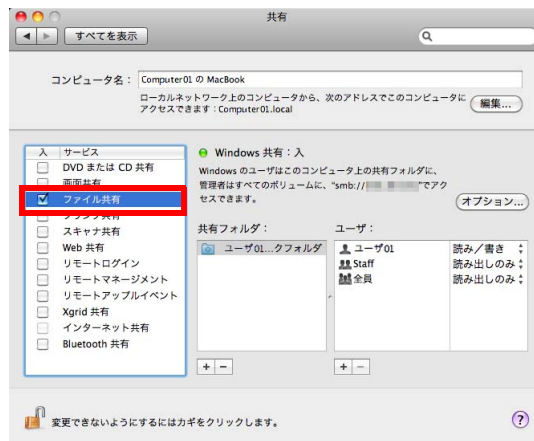 共有
すべてを表示
コンピュータ名：
Computer01 の MacBook
ローカルネットワーク上のコンピュータから、次のアドレスでこのコンピュータに
アクセスできます：Computer01.local
編集...
入 サービス
DVD または CD 共有
画面共有
ファイル共有
スキャナ共有
Web 共有
リモートログイン
リモートマネージメント
リモートアップルイベント
Xgrid 共有
インターネット共有
Bluetooth 共有
Windows 共有：入
Windows のユーザはこのコンピュータ上の共有フォルダに、
管理者はすべてのボリュームに、"smb://
"でアク
セスできます。
オプション...
共有フォルダ：
ユーザ01...クフォルダ
ユーザ：
ユーザ01 読み／書き
Staff 読み出しのみ
全員 読み出しのみ
+ −
+ −
変更できないようにするにはカギをクリックします。
?